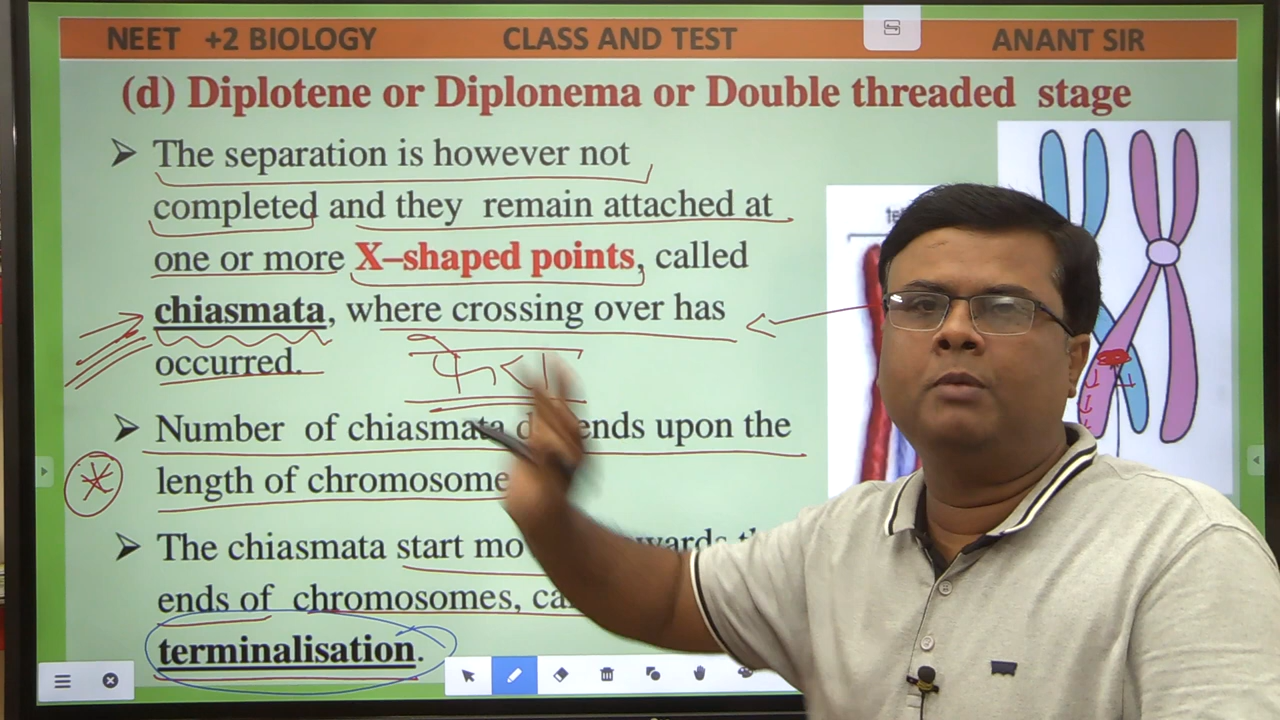 NEET +2 BIOLOGY CLASS AND TEST ANANT SIR
(d) Diplotene or Diplonema or Double threaded stage
The separation is however not
completed and they remain attached at
one or more X–shaped points, called
chiasmata, where crossing over has
occurred.
Number of chiasmata upon the
length of chromosome
The chiasmata start
ends of chromosomes,
terminalisation.